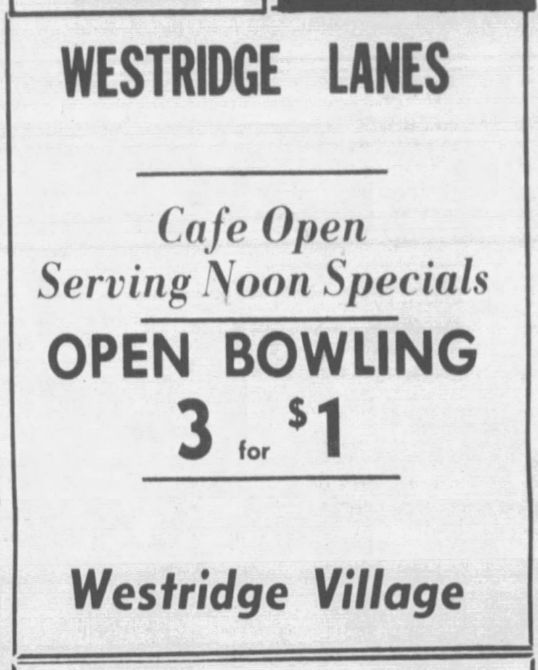 WESTRIDGE LANES
Cafe Open
Serving Noon Specials
OPEN BOWLING
3 for $1
Westridge Village